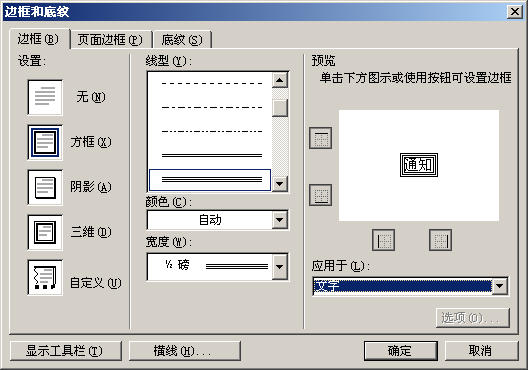 边框和底纹
边框(B)
页面边框(P)
底纹(S)
设置:
无(N)
方框(X)
阴影(A)
三维(D)
自定义(U)
线型(Y):
颜色(C):
自动
宽度(W):
½ 磅
预览
单击下方图示或使用按钮可设置边框
通知
应用于(L):
文字
选项(O)...
显示工具栏(T)
横线(H)...
确定
取消